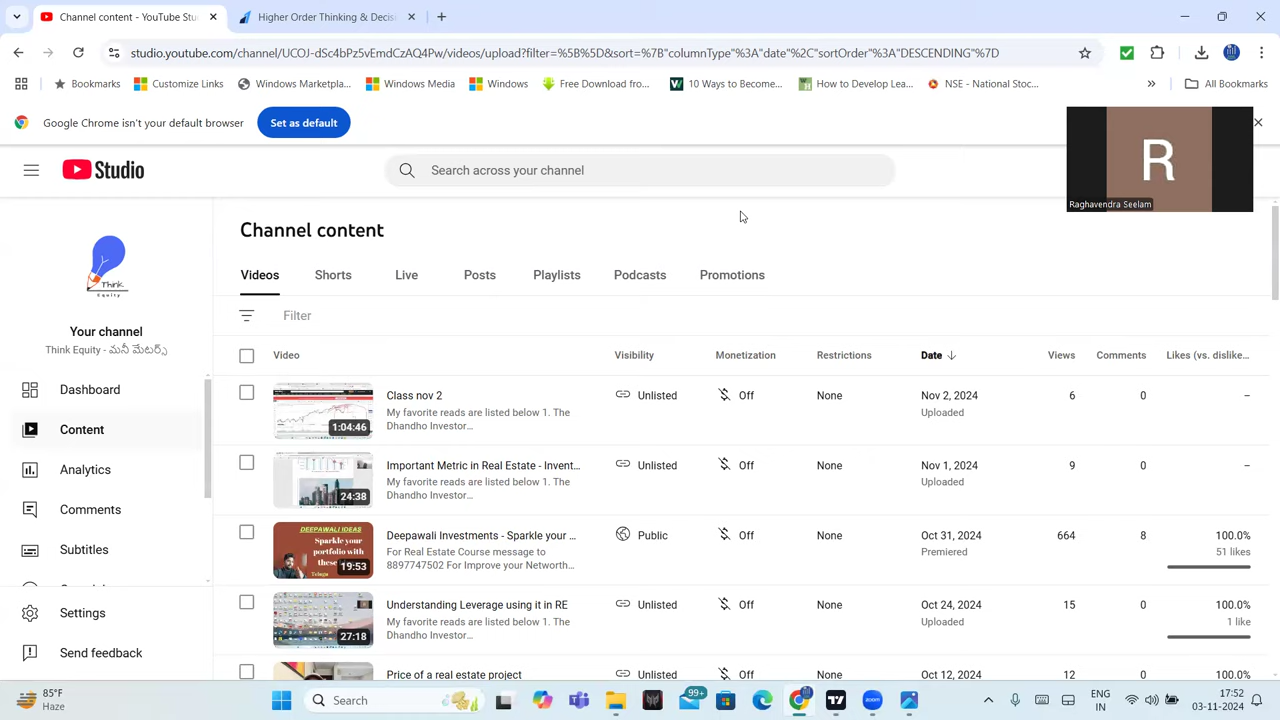 Channel content - YouTube Stud
Higher Order Thinking & Decis
studio.youtube.com/channel/UCOJ-dSc4bPz5vEmdCzAQ4Pw/videos/upload?filter=%5B%5D&sort=%7B"columnType"%3A"date"%2C"sortOrder"%3A"DESCENDING"%7D
Bookmarks
Customize Links
Windows Marketpla...
Windows Media
Windows
Free Download fro...
10 Ways to Become...
How to Develop Lea...
NSE - National Stoc...
»
All Bookmarks
Google Chrome isn't your default browser
Set as default
Studio
Search across your channel
R
Raghavendra Seelam
Think
Equity
Your channel
Think Equity - మనీ మేటర్స్
Dashboard
Content
Analytics
Comments
Subtitles
Settings
Send feedback
Channel content
Videos Shorts Live Posts Playlists Podcasts Promotions
Filter
Video Visibility Monetization Restrictions Date Views Comments Likes (vs. dislike...
1:04:46
Class nov 2 Unlisted Off None Nov 2, 2024 6 0 –
My favorite reads are listed below 1. The Uploaded
Dhandho Investor...
24:38
Important Metric in Real Estate - Invent... Unlisted Off None Nov 1, 2024 9 0 –
My favorite reads are listed below 1. The Uploaded
Dhandho Investor...
DEEPAWALI IDEAS
Sparkle your
portfolio with
these
Telugu
19:53
Deepawali Investments - Sparkle your ... Public Off None Oct 31, 2024 664 8 100.0%
For Real Estate Course message to Premiered 51 likes
8897747502 For Improve your Networth...
27:18
Understanding Leverage using it in RE Unlisted Off None Oct 24, 2024 15 0 100.0%
My favorite reads are listed below 1. The Uploaded 1 like
Dhandho Investor...
Price of a real estate project Unlisted Off None Oct 12, 2024 12 0 100.0%
85°F
Haze
Search
99+
zoom
ENG
IN
17:52
03-11-2024